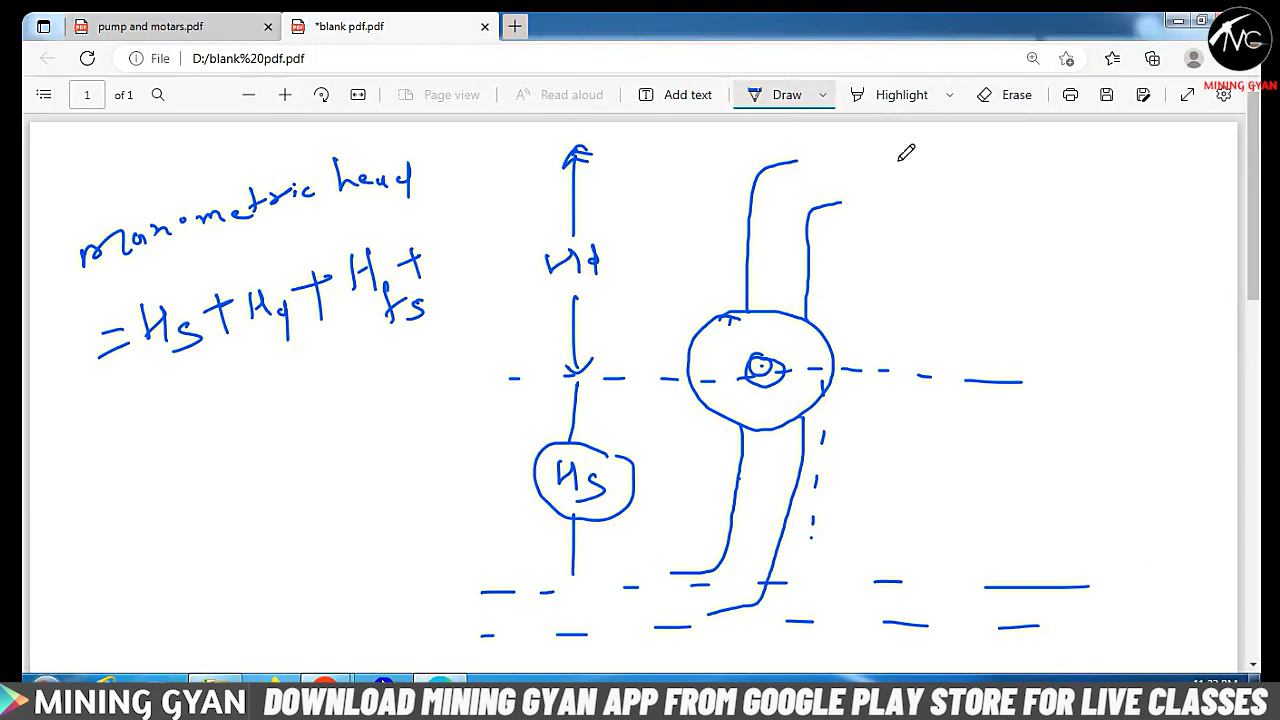 pump and motars.pdf
*blank pdf.pdf
File
D:/blank%20pdf.pdf
1
of 1
Page view
Read aloud
Add text
Draw
Highlight
Erase
MVG
MINING GYAN
Manometric head
= Hs + Hd + Hfs +
Hd
Hs
MINING GYAN
DOWNLOAD MINING GYAN APP FROM GOOGLE PLAY STORE FOR LIVE CLASSES